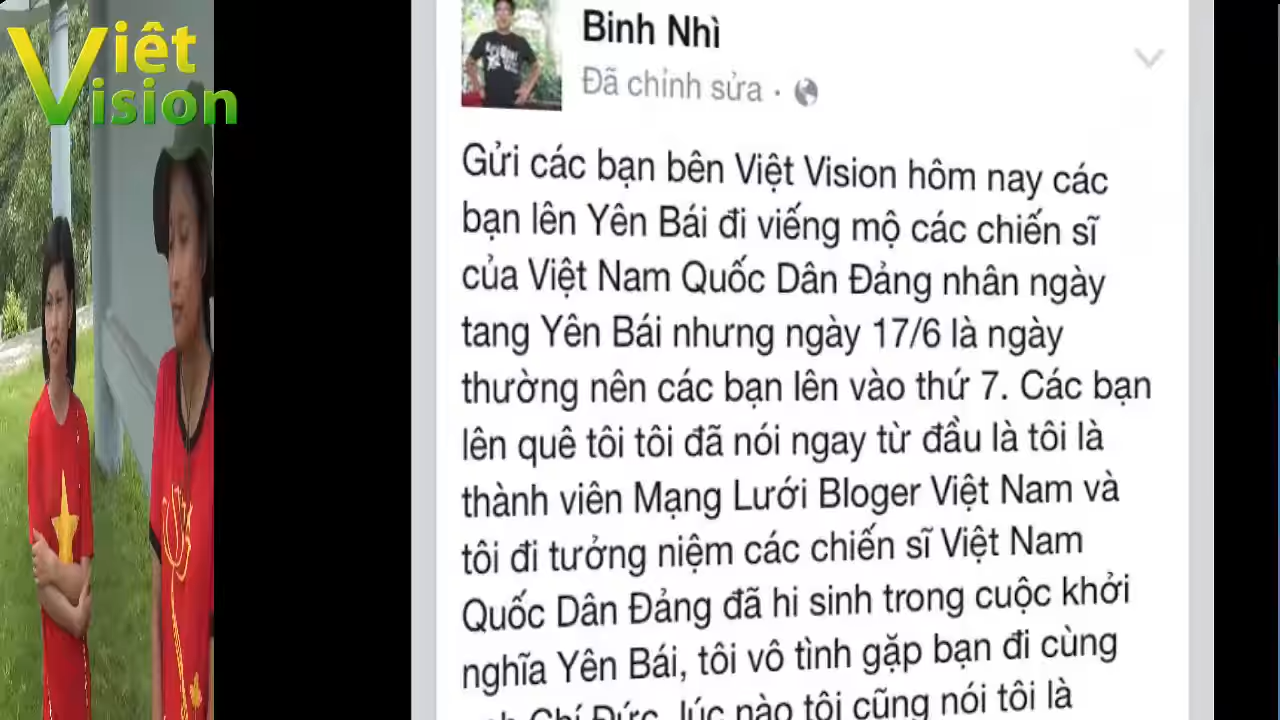 Việt
Vision
Binh Nhì
Đã chỉnh sửa ·
Gửi các bạn bên Việt Vision hôm nay các
bạn lên Yên Bái đi viếng mộ các chiến sĩ
của Việt Nam Quốc Dân Đảng nhân ngày
tang Yên Bái nhưng ngày 17/6 là ngày
thường nên các bạn lên vào thứ 7. Các bạn
lên quê tôi tôi đã nói ngay từ đầu là tôi là
thành viên Mạng Lưới Bloger Việt Nam và
tôi đi tưởng niệm các chiến sĩ Việt Nam
Quốc Dân Đảng đã hi sinh trong cuộc khởi
nghĩa Yên Bái, tôi vô tình gặp bạn đi cùng
Chí Đức, lúc nào tôi cũng nói tôi là